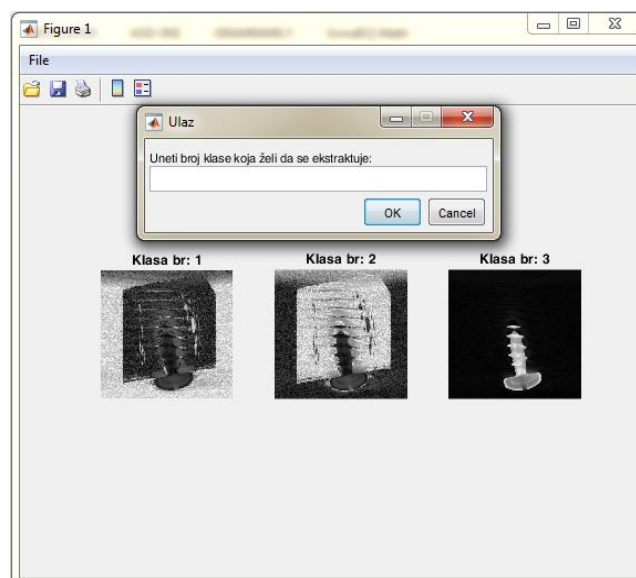 Figure 1
File
Ulaz
Uneti broj klase koja želi da se ekstraktuje:
OK Cancel
Klasa br: 1 Klasa br: 2 Klasa br: 3